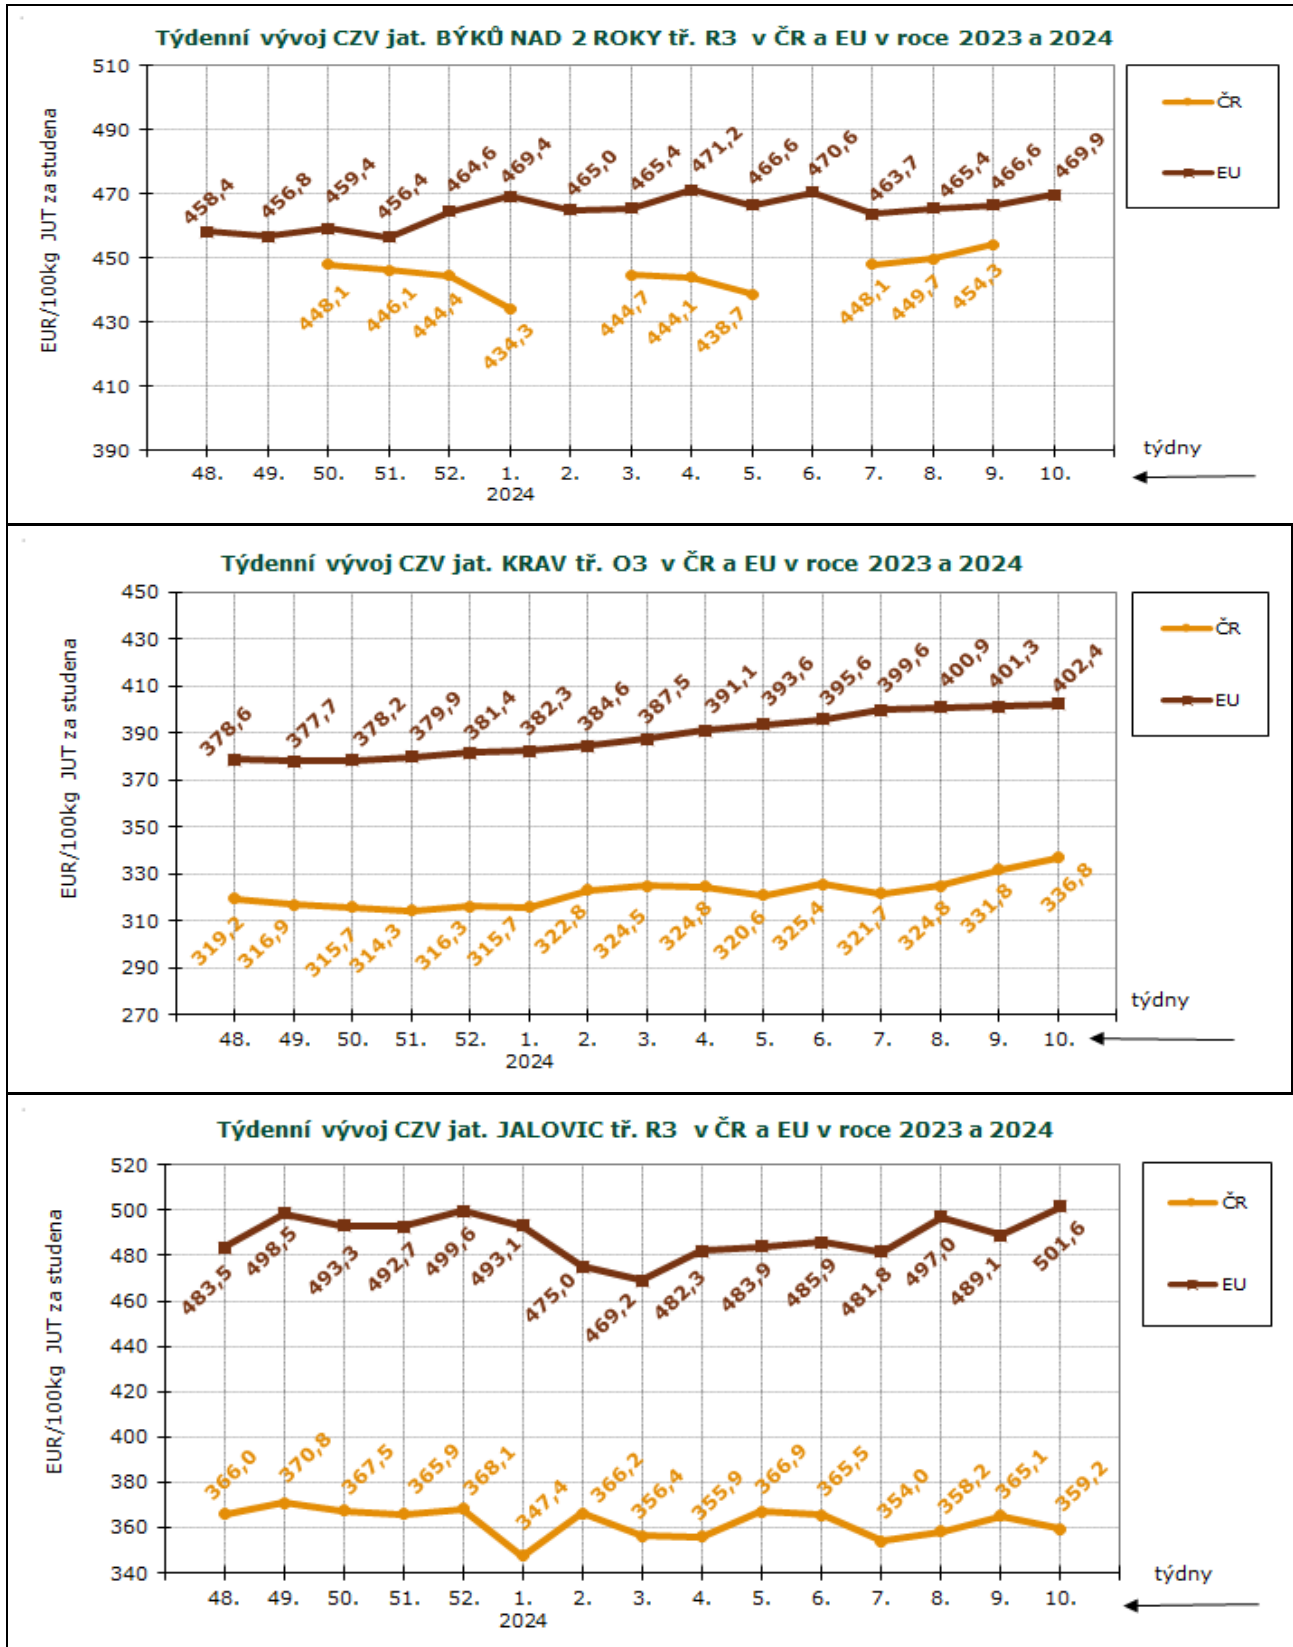 Týdenní vývoj CZV jat. BÝKŮ NAD 2 ROKY tř. R3 v ČR a EU v roce 2023 a 2024
EUR/100kg JUT za studena
510
490
470
450
430
410
390
458,4 456,8 459,4 456,4 464,6 469,4 465,0 465,4 471,2 466,6 470,6 463,7 465,4 466,6 469,9
448,1 446,1 444,4 434,3 444,7 444,1 438,7 448,1 449,7 454,3
48. 49. 50. 51. 52. 1. 2. 3. 4. 5. 6. 7. 8. 9. 10.
2024
týdny
ČR
EU
Týdenní vývoj CZV jat. KRAV tř. O3 v ČR a EU v roce 2023 a 2024
EUR/100kg JUT za studena
450
430
410
390
370
350
330
310
290
270
378,6 377,7 378,2 379,9 381,4 382,3 384,6 387,5 391,1 393,6 395,6 399,6 400,9 401,3 402,4
319,2 316,9 315,7 314,3 316,3 315,7 322,8 324,5 324,8 320,6 325,4 321,7 324,8 331,8 336,8
48. 49. 50. 51. 52. 1. 2. 3. 4. 5. 6. 7. 8. 9. 10.
2024
týdny
ČR
EU
Týdenní vývoj CZV jat. JALOVIC tř. R3 v ČR a EU v roce 2023 a 2024
EUR/100kg JUT za studena
520
500
480
460
440
420
400
380
360
340
483,5 498,5 493,3 492,7 499,6 493,1 475,0 469,2 482,3 483,9 485,9 481,8 497,0 489,1 501,6
366,0 370,8 367,5 365,9 368,1 347,4 366,2 356,4 355,9 366,9 365,5 354,0 358,2 365,1 359,2
48. 49. 50. 51. 52. 1. 2. 3. 4. 5. 6. 7. 8. 9. 10.
2024
týdny
ČR
EU